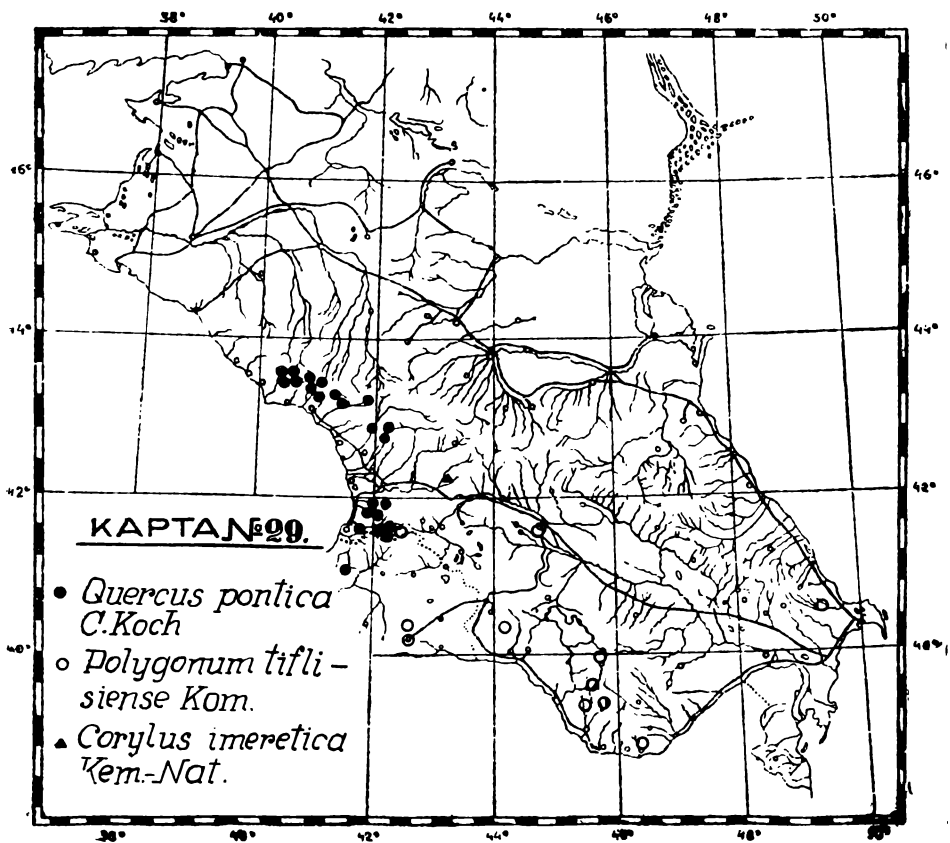 38° 40° 42° 44° 46° 48° 50°
46° 46°
44° 44°
42° 42°
КАРТА №29.
Quercus pontica
C.Koch
40° 40°
Polygonum tifli-
siense Kom.
Corylus imeretica
Kem.-Nat.
38° 40° 42° 44° 46° 48° 50°